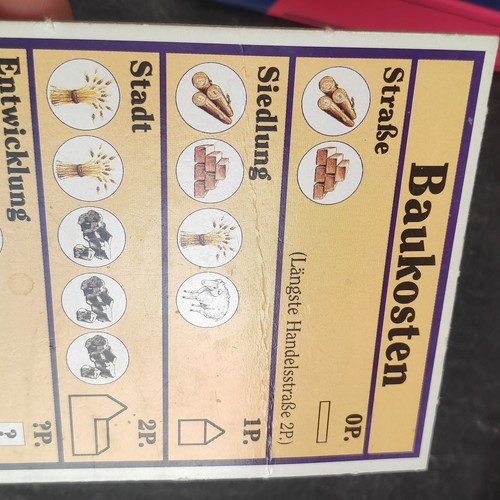 Baukosten
Straße 0P.
(Längste Handelsstraße 2P.)
Siedlung 1P.
Stadt 2P.
Entwicklung ?P.
?